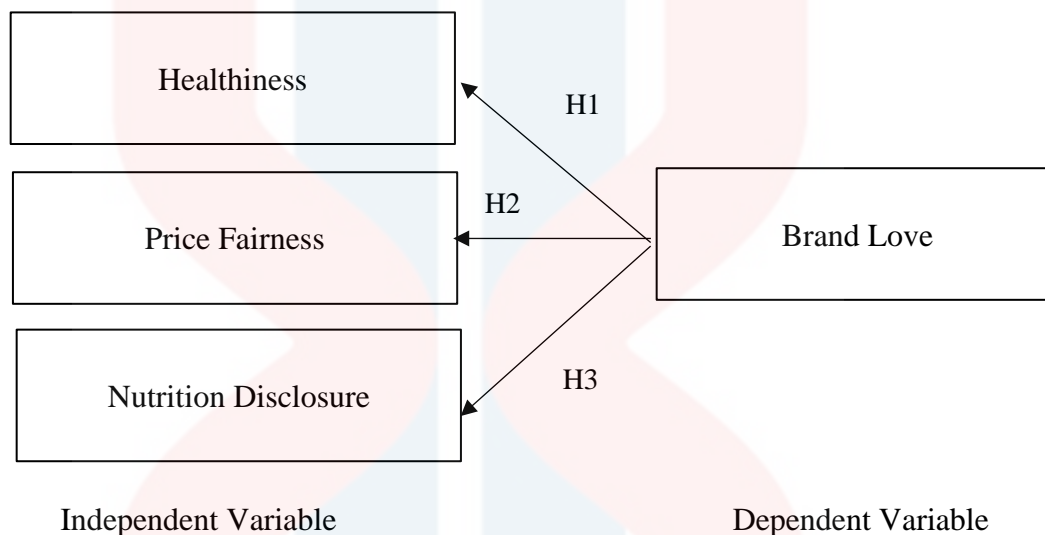 Healthiness
H1
H2
Price Fairness
Brand Love
H3
Nutrition Disclosure
Independent Variable
Dependent Variable